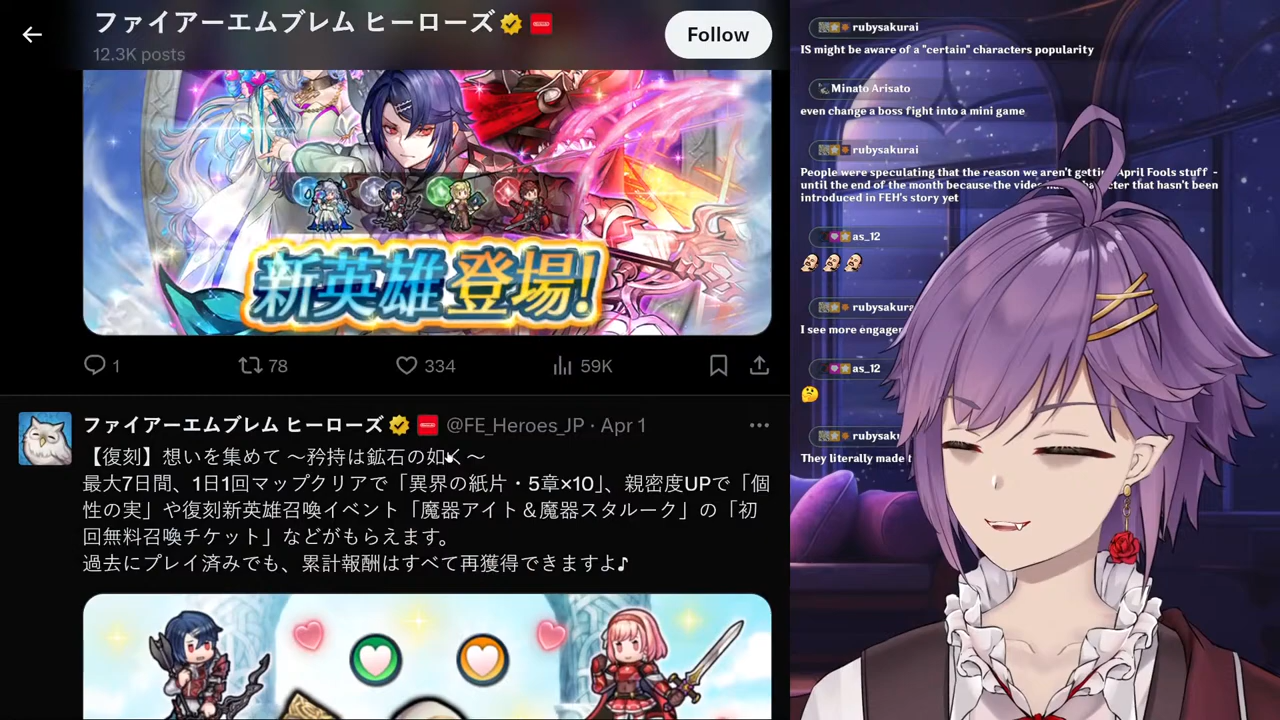 ファイアーエムブレム ヒーローズ
12.3K posts
Follow
新英雄登場!
1
78
334
59K
ファイアーエムブレム ヒーローズ @FE_Heroes_JP · Apr 1
【復刻】想いを集めて ～矜持は鉱石の如く～
最大7日間、1日1回マップクリアで「異界の紙片・5章×10」、親密度UPで「個
性の実」や復刻新英雄召喚イベント「魔器アイト＆魔器スタルーク」の「初
回無料召喚チケット」などがもらえます。
過去にプレイ済みでも、累計報酬はすべて再獲得できますよ♪
rubysakurai
IS might be aware of a "certain" characters popularity
Minato Arisato
even change a boss fight into a mini game
rubysakurai
People were speculating that the reason we aren't getting April Fools stuff -
until the end of the month because the video that hasn't been
introduced in FEH's story yet
as_12
I see more
as_12
They literally made